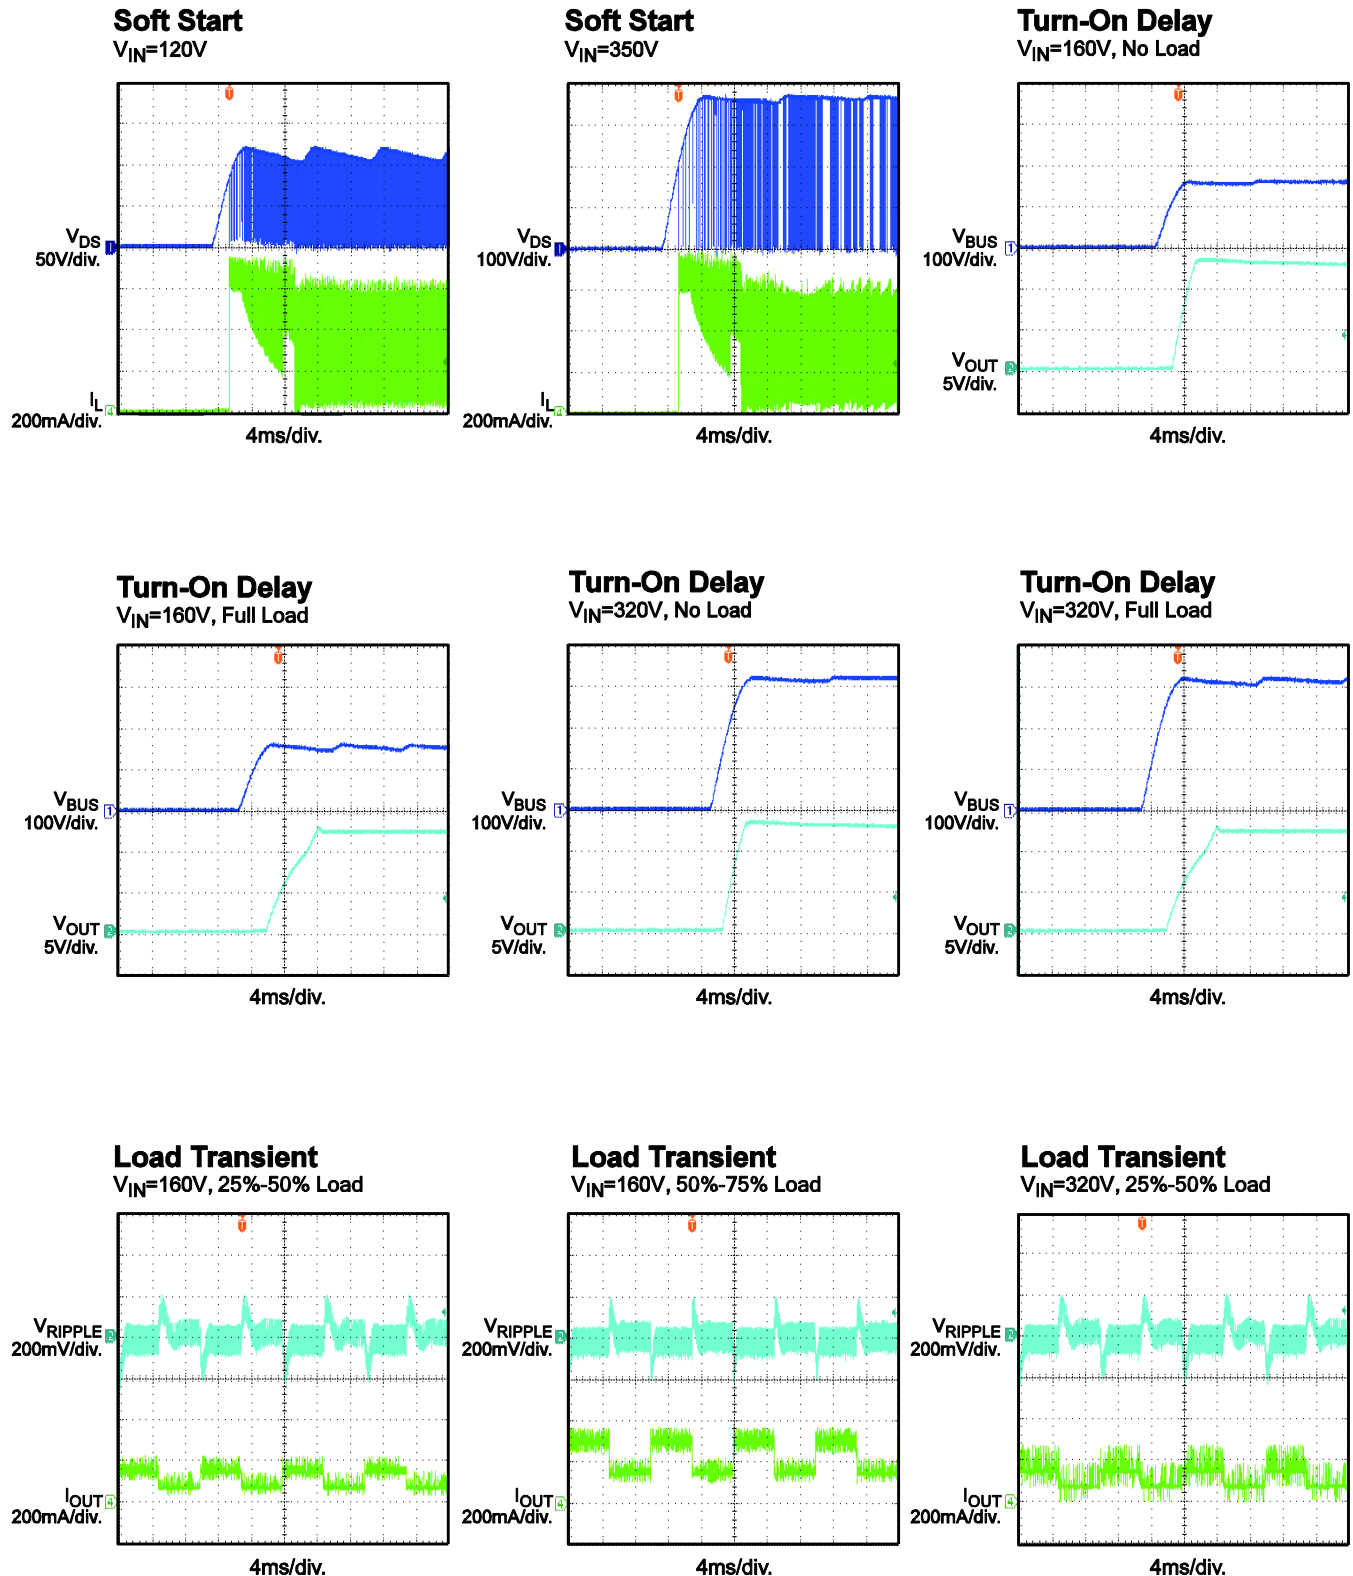 Soft Start
VIN=120V
VDS
50V/div.
IL
200mA/div.
4ms/div.
Soft Start
VIN=350V
VDS
100V/div.
IL
200mA/div.
4ms/div.
Turn-On Delay
VIN=160V, No Load
VBUS
100V/div.
VOUT
5V/div.
4ms/div.
Turn-On Delay
VIN=160V, Full Load
VBUS
100V/div.
VOUT
5V/div.
4ms/div.
Turn-On Delay
VIN=320V, No Load
VBUS
100V/div.
VOUT
5V/div.
4ms/div.
Turn-On Delay
VIN=320V, Full Load
VBUS
100V/div.
VOUT
5V/div.
4ms/div.
Load Transient
VIN=160V, 25%-50% Load
VRIPPLE
200mV/div.
IOUT
200mA/div.
4ms/div.
Load Transient
VIN=160V, 50%-75% Load
VRIPPLE
200mV/div.
IOUT
200mA/div.
4ms/div.
Load Transient
VIN=320V, 25%-50% Load
VRIPPLE
200mV/div.
IOUT
200mA/div.
4ms/div.